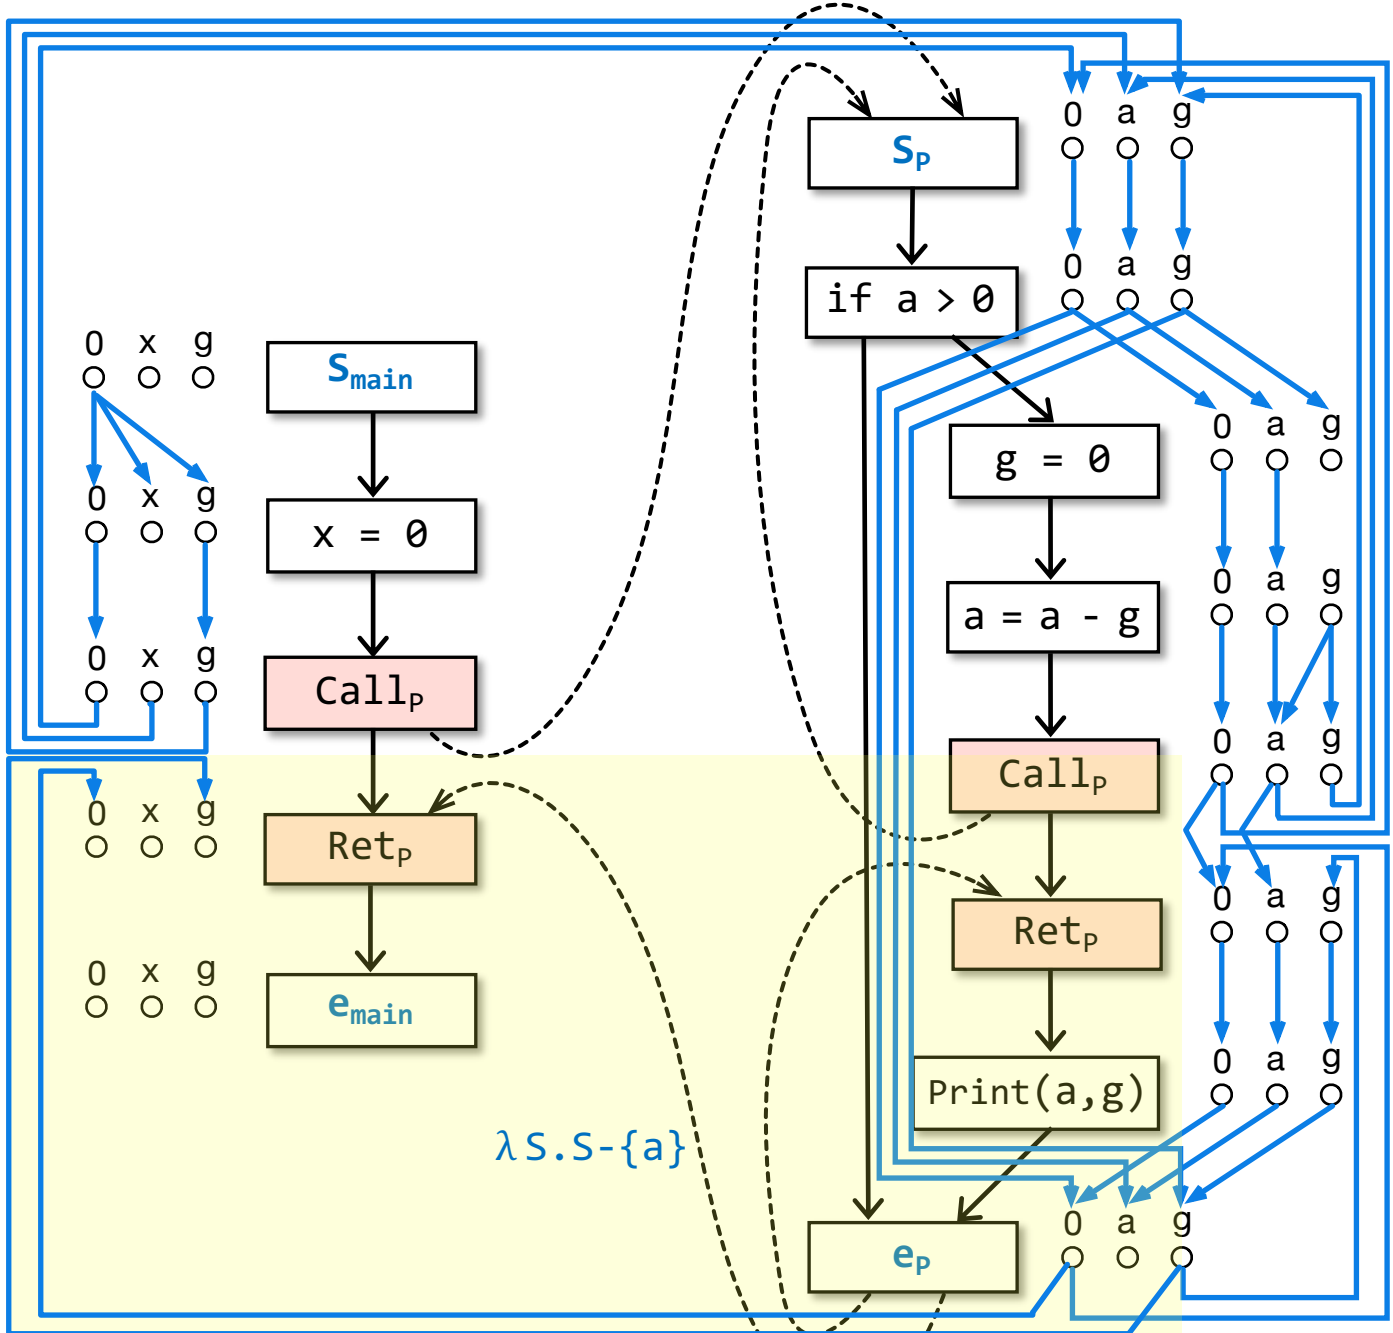 0 a g
S_P
0 a g
if a > 0
0 x g
S_main
0 a g
g = 0
0 x g
x = 0
0 a g
a = a - g
0 x g
Call_P
0 a g
Call_P
0 x g
Ret_P
0 a g
Ret_P
0 x g
e_main
0 a g
Print(a,g)
λS.S-{a}
0 a g
e_P